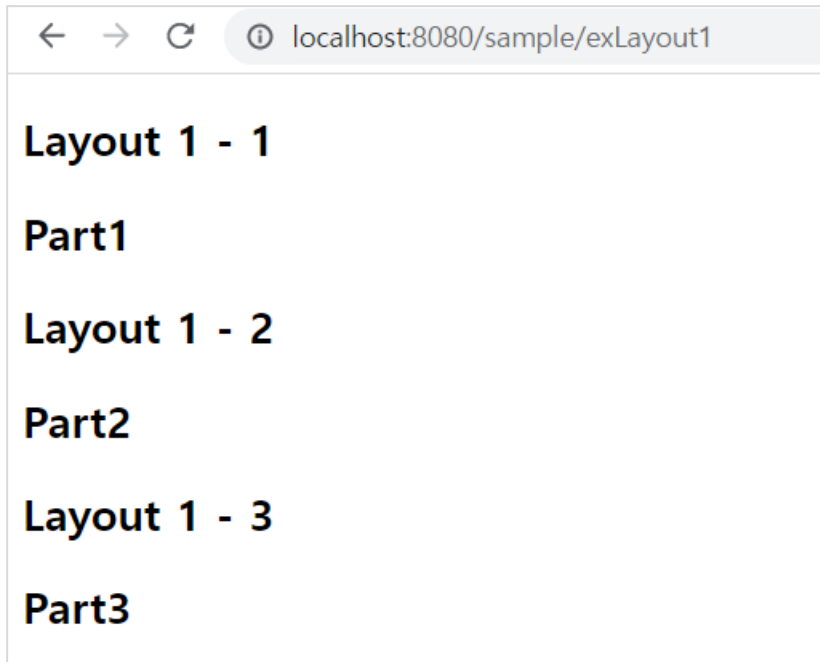 localhost:8080/sample/exLayout1
Layout 1 - 1
Part1
Layout 1 - 2
Part2
Layout 1 - 3
Part3